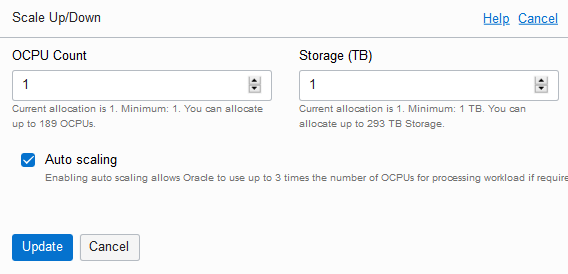 Scale Up/Down
Help Cancel
OCPU Count
Storage (TB)
1
1
Current allocation is 1. Minimum: 1. You can allocate
up to 189 OCPUs.
Current allocation is 1. Minimum: 1 TB. You can
allocate up to 293 TB Storage.
Auto scaling
Enabling auto scaling allows Oracle to use up to 3 times the number of OCPUs for processing workload if require
Update
Cancel